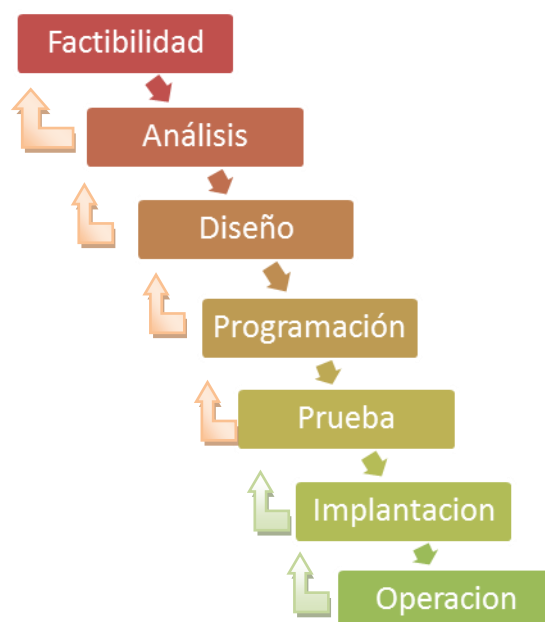 Factibilidad
Análisis
Diseño
Programación
Prueba
Implantacion
Operacion